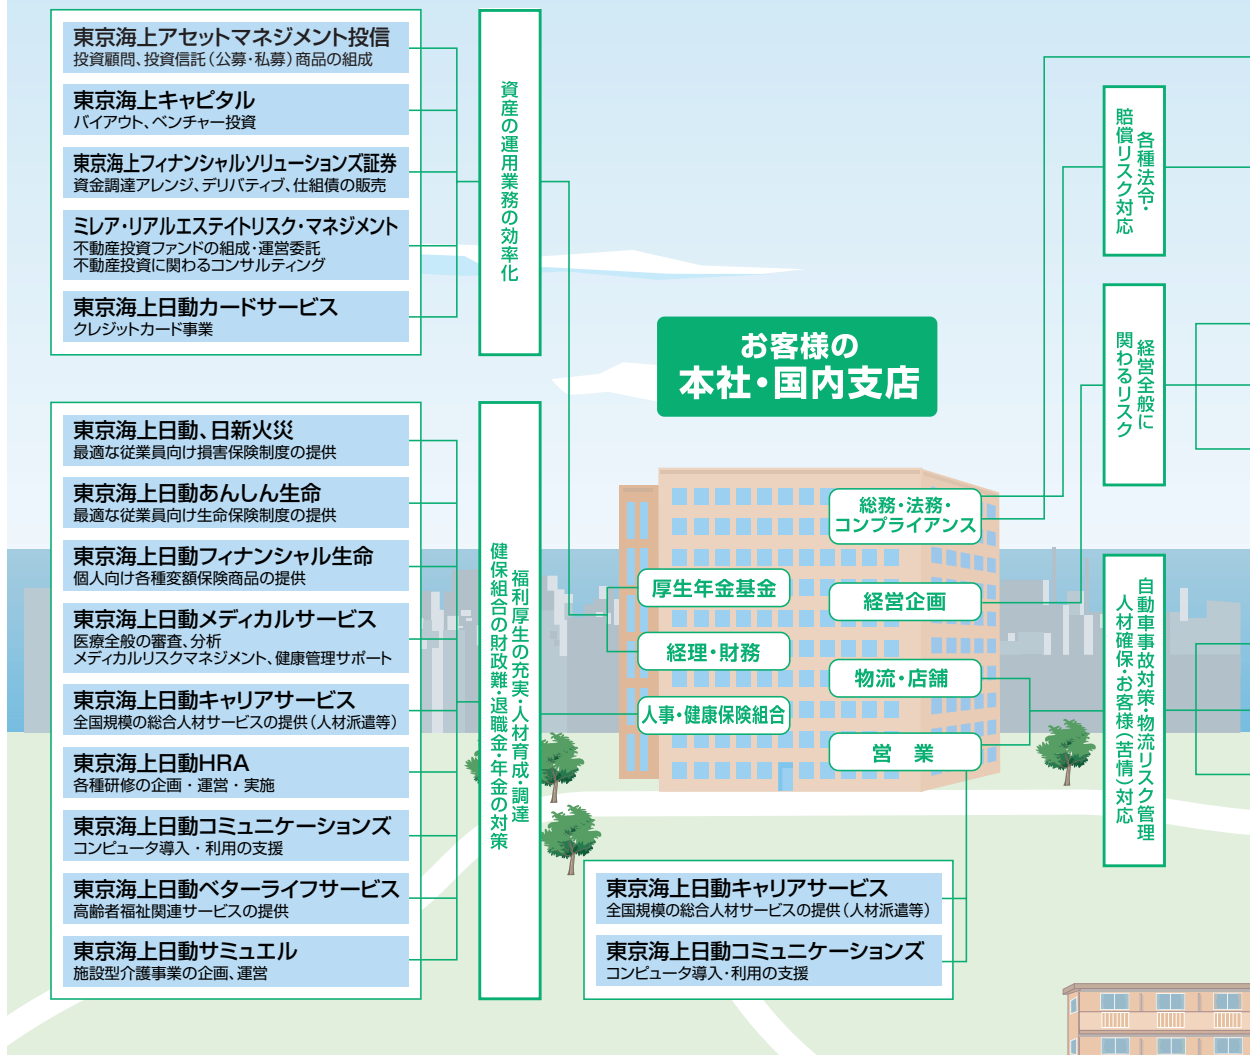 東京海上アセットマネジメント投信
投資顧問、投資信託(公募・私募)商品の組成
東京海上キャピタル
バイアウト、ベンチャー投資
東京海上フィナンシャルソリューションズ証券
資金調達アレンジ、デリバティブ、仕組債の販売
ミレア・リアルエステイトリスク・マネジメント
不動産投資ファンドの組成・運営委託
不動産投資に関わるコンサルティング
東京海上日動カードサービス
クレジットカード事業
資産の運用業務の効率化
東京海上日動、日新火災
最適な従業員向け損害保険制度の提供
東京海上日動あんしん生命
最適な従業員向け生命保険制度の提供
東京海上日動フィナンシャル生命
個人向け各種変額保険商品の提供
東京海上日動メディカルサービス
医療全般の審査、分析
メディカルリスクマネジメント、健康管理サポート
東京海上日動キャリアサービス
全国規模の総合人材サービスの提供(人材派遣等)
東京海上日動HRA
各種研修の企画・運営・実施
東京海上日動コミュニケーションズ
コンピュータ導入・利用の支援
東京海上日動ベターライフサービス
高齢者福祉関連サービスの提供
東京海上日動サミュエル
施設型介護事業の企画、運営
福利厚生の充実・人材育成・調達
健保組合の財政難・退職金・年金の対策
お客様の
本社・国内支店
総務・法務・
コンプライアンス
厚生年金基金
経営企画
経理・財務
物流・店舗
人事・健康保険組合
営 業
東京海上日動キャリアサービス
全国規模の総合人材サービスの提供(人材派遣等)
東京海上日動コミュニケーションズ
コンピュータ導入・利用の支援
各種法令・
賠償リスク対応
経営全般に
関わるリスク
自動車事故対策・物流リスク管理
人材確保・お客様(苦情)対応